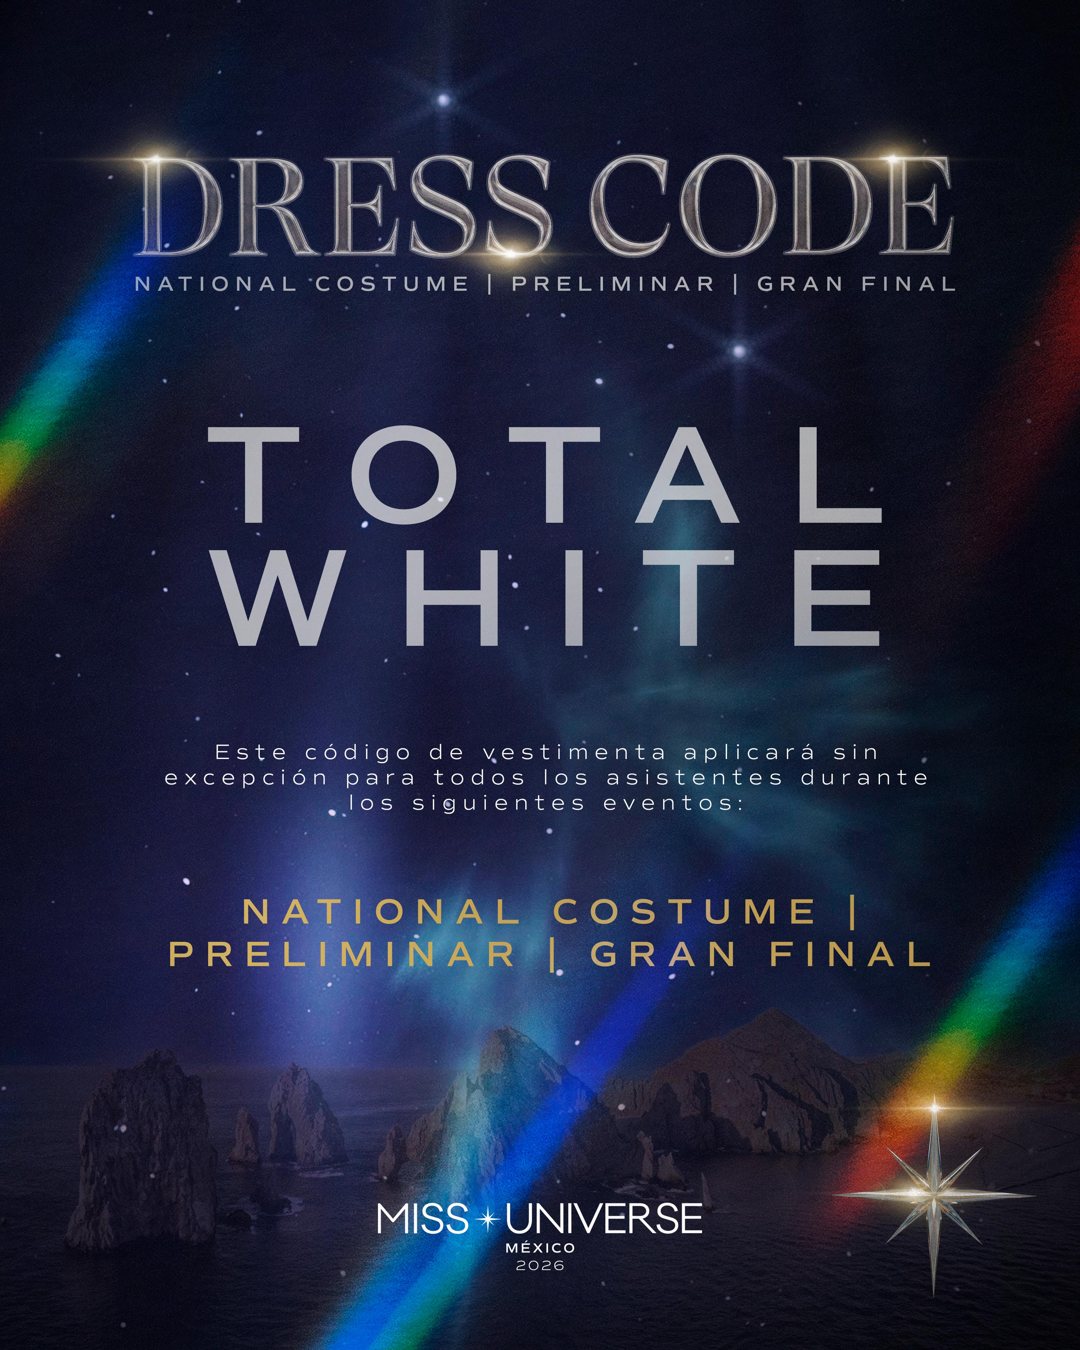 DRESS CODE
NATIONAL COSTUME | PRELIMINAR | GRAN FINAL
TOTAL
WHITE
Este código de vestimenta aplicará sin
excepción para todos los asistentes durante
los siguientes eventos:
NATIONAL COSTUME |
PRELIMINAR | GRAN FINAL
MISS UNIVERSE
MÉXICO
2026